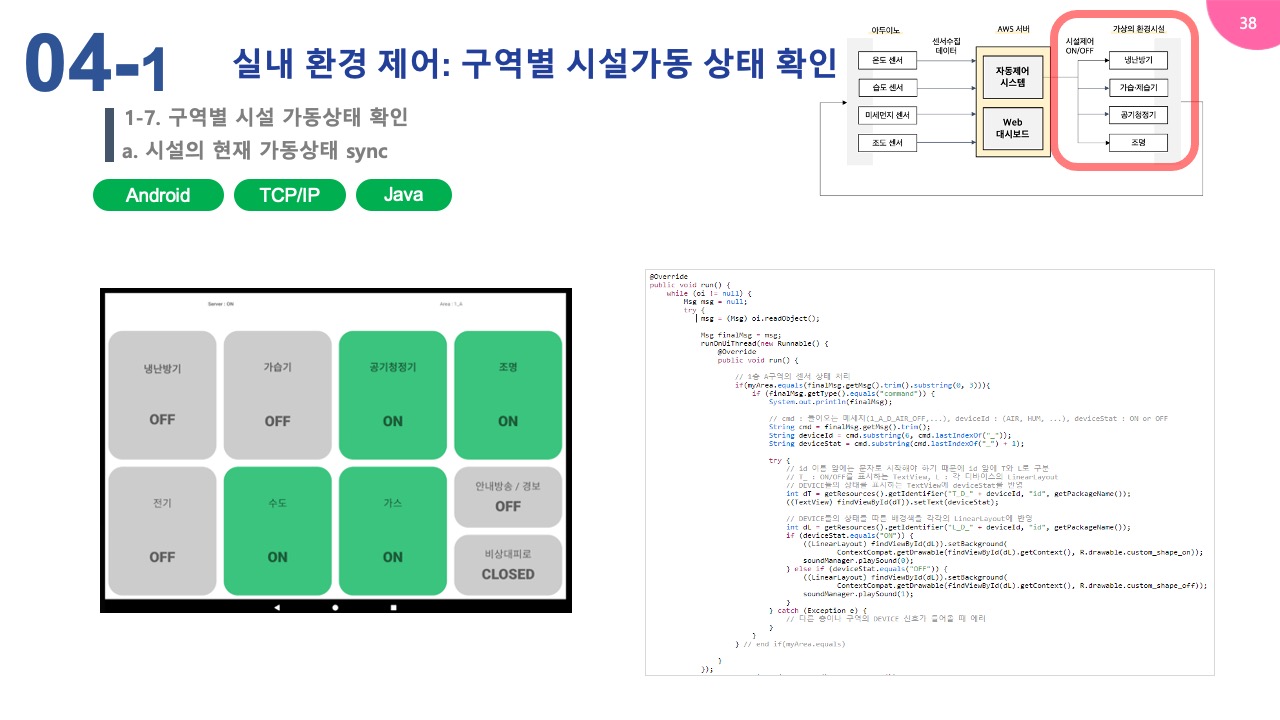 38
04-1
실내 환경 제어: 구역별 시설가동 상태 확인
1-7. 구역별 시설 가동상태 확인
a. 시설의 현재 가동상태 sync
Android
TCP/IP
Java
아두이노
온도 센서
습도 센서
미세먼지 센서
조도 센서
센서수집
데이터
AWS 서버
자동제어
시스템
Web
대시보드
시설제어
ON/OFF
가상의 환경시설
냉난방기
가습·제습기
공기청정기
조명
Server : ON
Area : 1_A
냉난방기
OFF
가습기
OFF
공기청정기
ON
조명
ON
전기
OFF
수도
ON
가스
ON
안내방송 / 경보
OFF
비상대피로
CLOSED
@Override
public void run() {
while (oi != null) {
Msg msg = null;
try {
msg = (Msg) oi.readObject();
Msg finalMsg = msg;
runOnUiThread(new Runnable() {
@Override
public void run() {
// 1층 A구역의 센서 상태 처리
if(myArea.equals(finalMsg.getMsg().trim().substring(0, 3))){
if (finalMsg.getType().equals("command")) {
System.out.println(finalMsg);
// cmd : 들어오는 메세지(1_A_D_AIR_OFF,...), deviceId : (AIR, HUM, ...), deviceStat : ON or OFF
String cmd = finalMsg.getMsg().trim();
String deviceId = cmd.substring(6, cmd.lastIndexOf("_"));
String deviceStat = cmd.substring(cmd.lastIndexOf("_") + 1);
try {
// id 이름 앞에는 문자로 시작해야 하기 때문에 id 앞에 T와 L로 구분
// T_ : ON/OFF를 표시하는 TextView, L : 각 디바이스의 LinearLayout
// DEVICE들의 상태를 표시하는 TextView에 deviceStat를 반영
int dT = getResources().getIdentifier("T_D_" + deviceId, "id", getPackageName());
((TextView) findViewById(dT)).setText(deviceStat);
// DEVICE들의 상태를 따른 배경색을 각각의 LinearLayout에 반영
int dL = getResources().getIdentifier("L_D_" + deviceId, "id", getPackageName());
if (deviceStat.equals("ON")) {
((LinearLayout) findViewById(dL)).setBackground(
ContextCompat.getDrawable(findViewById(dL).getContext(), R.drawable.custom_shape_on));
soundManager.playSound(0);
} else if (deviceStat.equals("OFF")) {
((LinearLayout) findViewById(dL)).setBackground(
ContextCompat.getDrawable(findViewById(dL).getContext(), R.drawable.custom_shape_off));
soundManager.playSound(1);
}
} catch (Exception e) {
// 다른 층이나 구역의 DEVICE 신호가 들어올 때 에러
}
}
} // end if(myArea.equals)
}
});